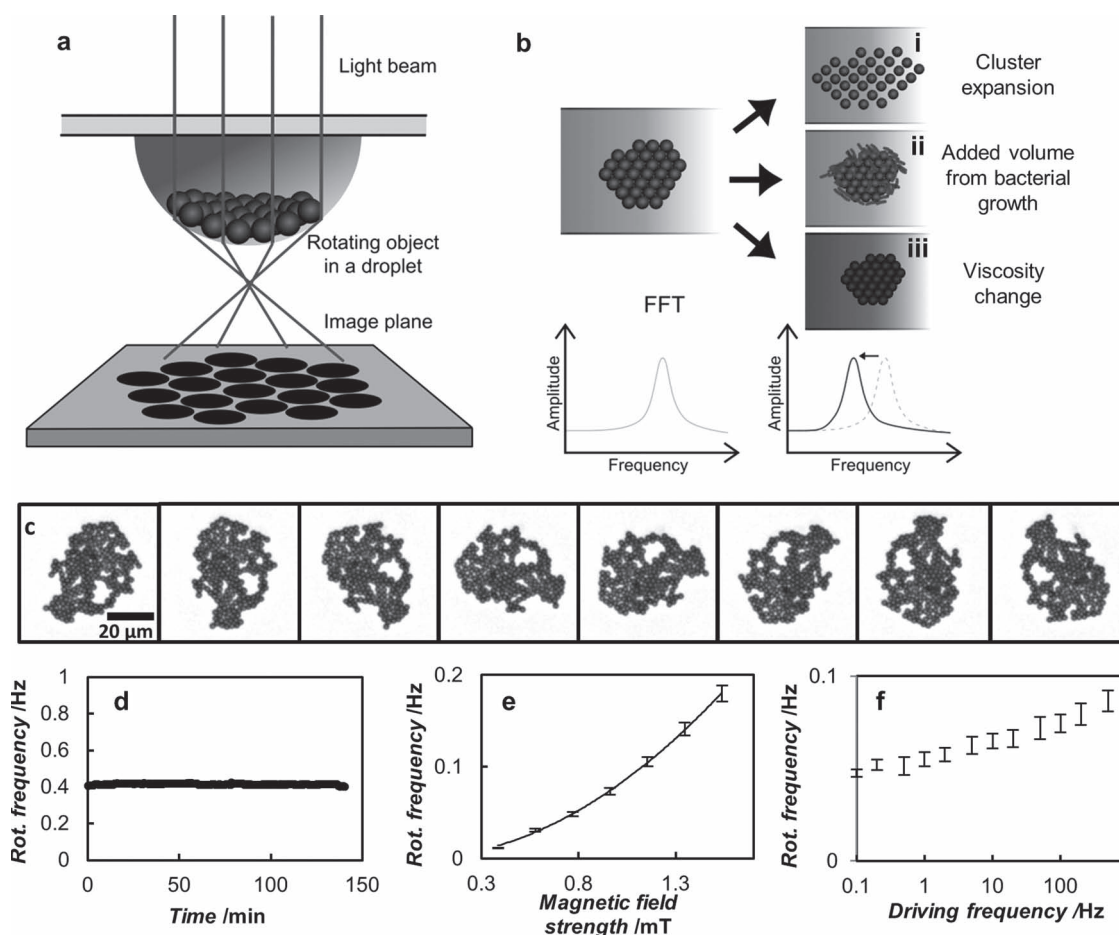 a
Light beam
Rotating object
in a droplet
Image plane
b
i
Cluster
expansion
ii
Added volume
from bacterial
growth
iii
Viscosity
change
FFT
Amplitude
Frequency
Amplitude
Frequency
c
20 µm
d
Rot. frequency /Hz
1
0.8
0.6
0.4
0.2
0
0
50
100
150
Time /min
e
Rot. frequency /Hz
0.2
0.1
0
0.3
0.8
1.3
Magnetic field
strength /mT
f
Rot. frequency /Hz
0.1
0
0.1
1
10
100
Driving frequency /Hz